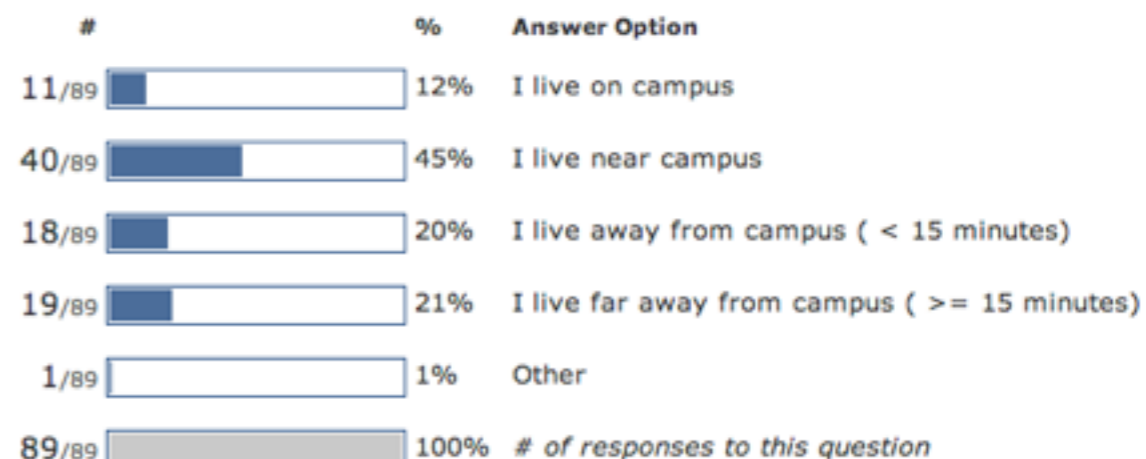 # % Answer Option
11/89 12% I live on campus
40/89 45% I live near campus
18/89 20% I live away from campus ( < 15 minutes)
19/89 21% I live far away from campus ( >= 15 minutes)
1/89 1% Other
89/89 100% # of responses to this question